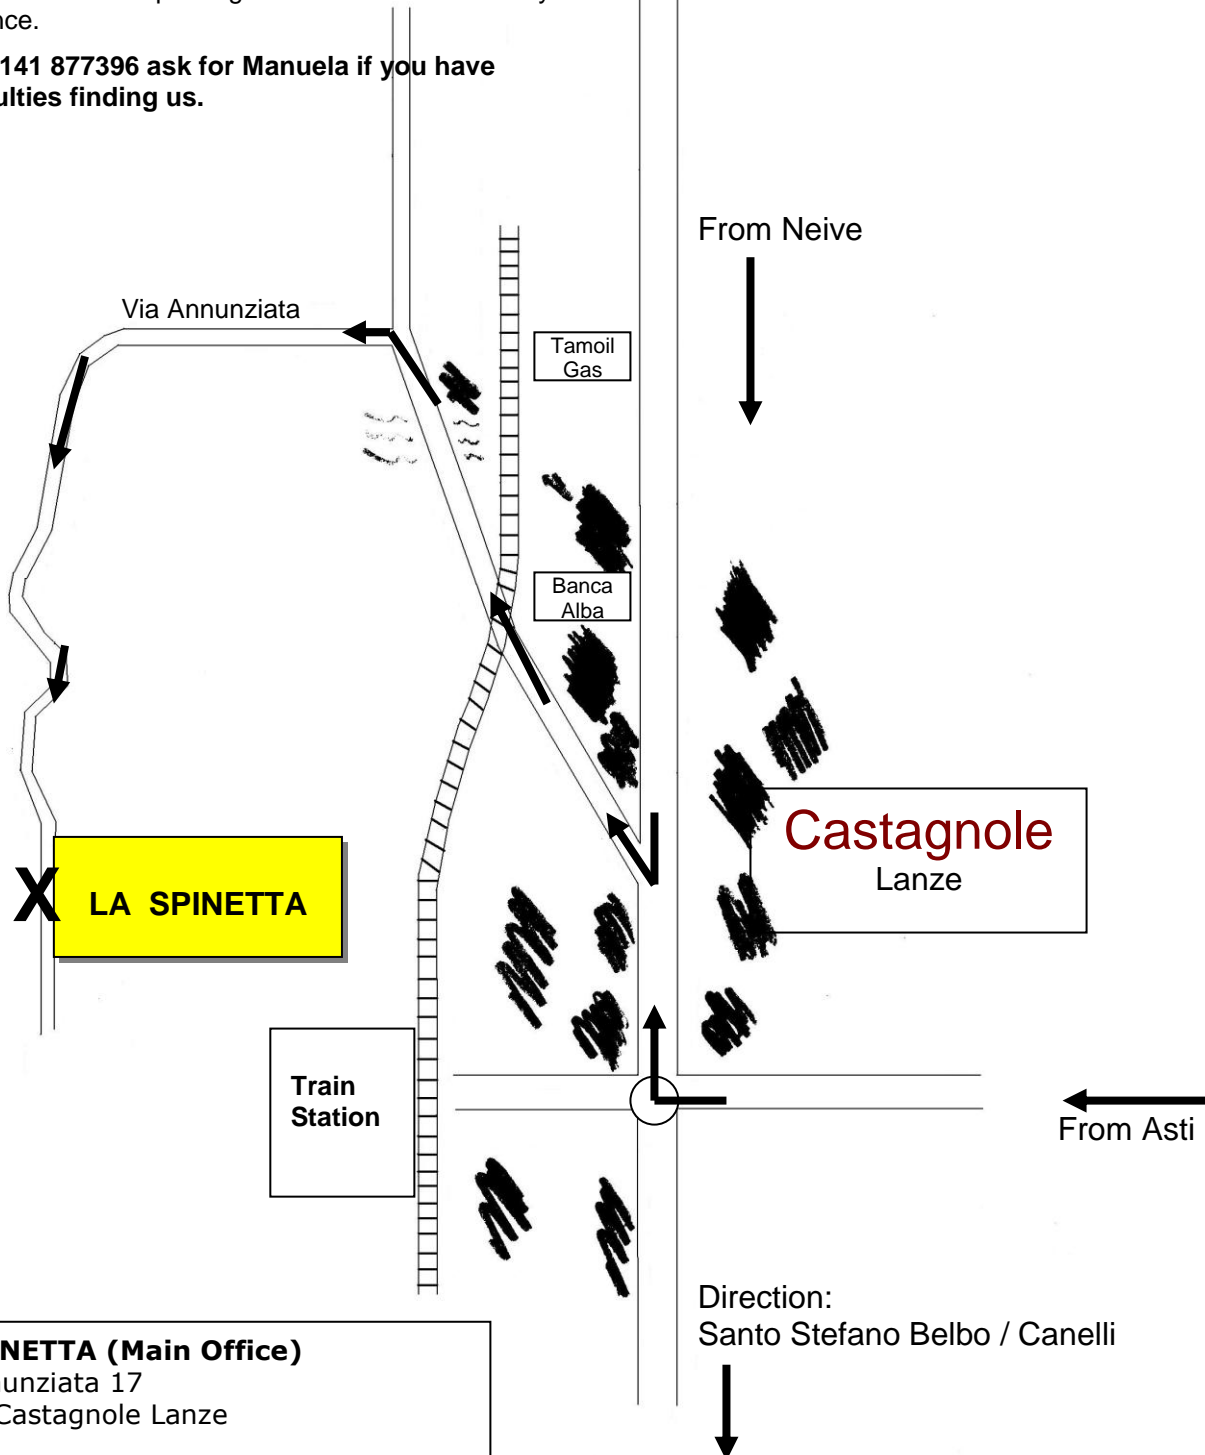 nce.
141 877396 ask for Manuela if you have
ulties finding us.
From Neive
Via Annunziata
Tamoil
Gas
Banca
Alba
Castagnole
Lanze
X LA SPINETTA
Train
Station
From Asti
Direction:
Santo Stefano Belbo / Canelli
NETTA (Main Office)
nunziata 17
Castagnole Lanze